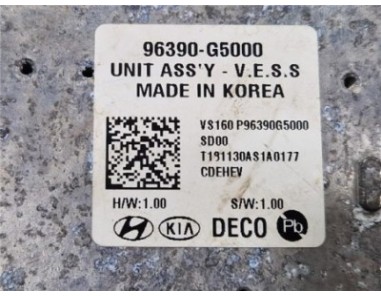 96390-G5000
UNIT ASS'Y - V.E.S.S
MADE IN KOREA
VS160 P96390G5000
SD00
T191130AS1A0177
CDEHEV
H/W:1.00 S/W:1.00
KIA DECO Pb